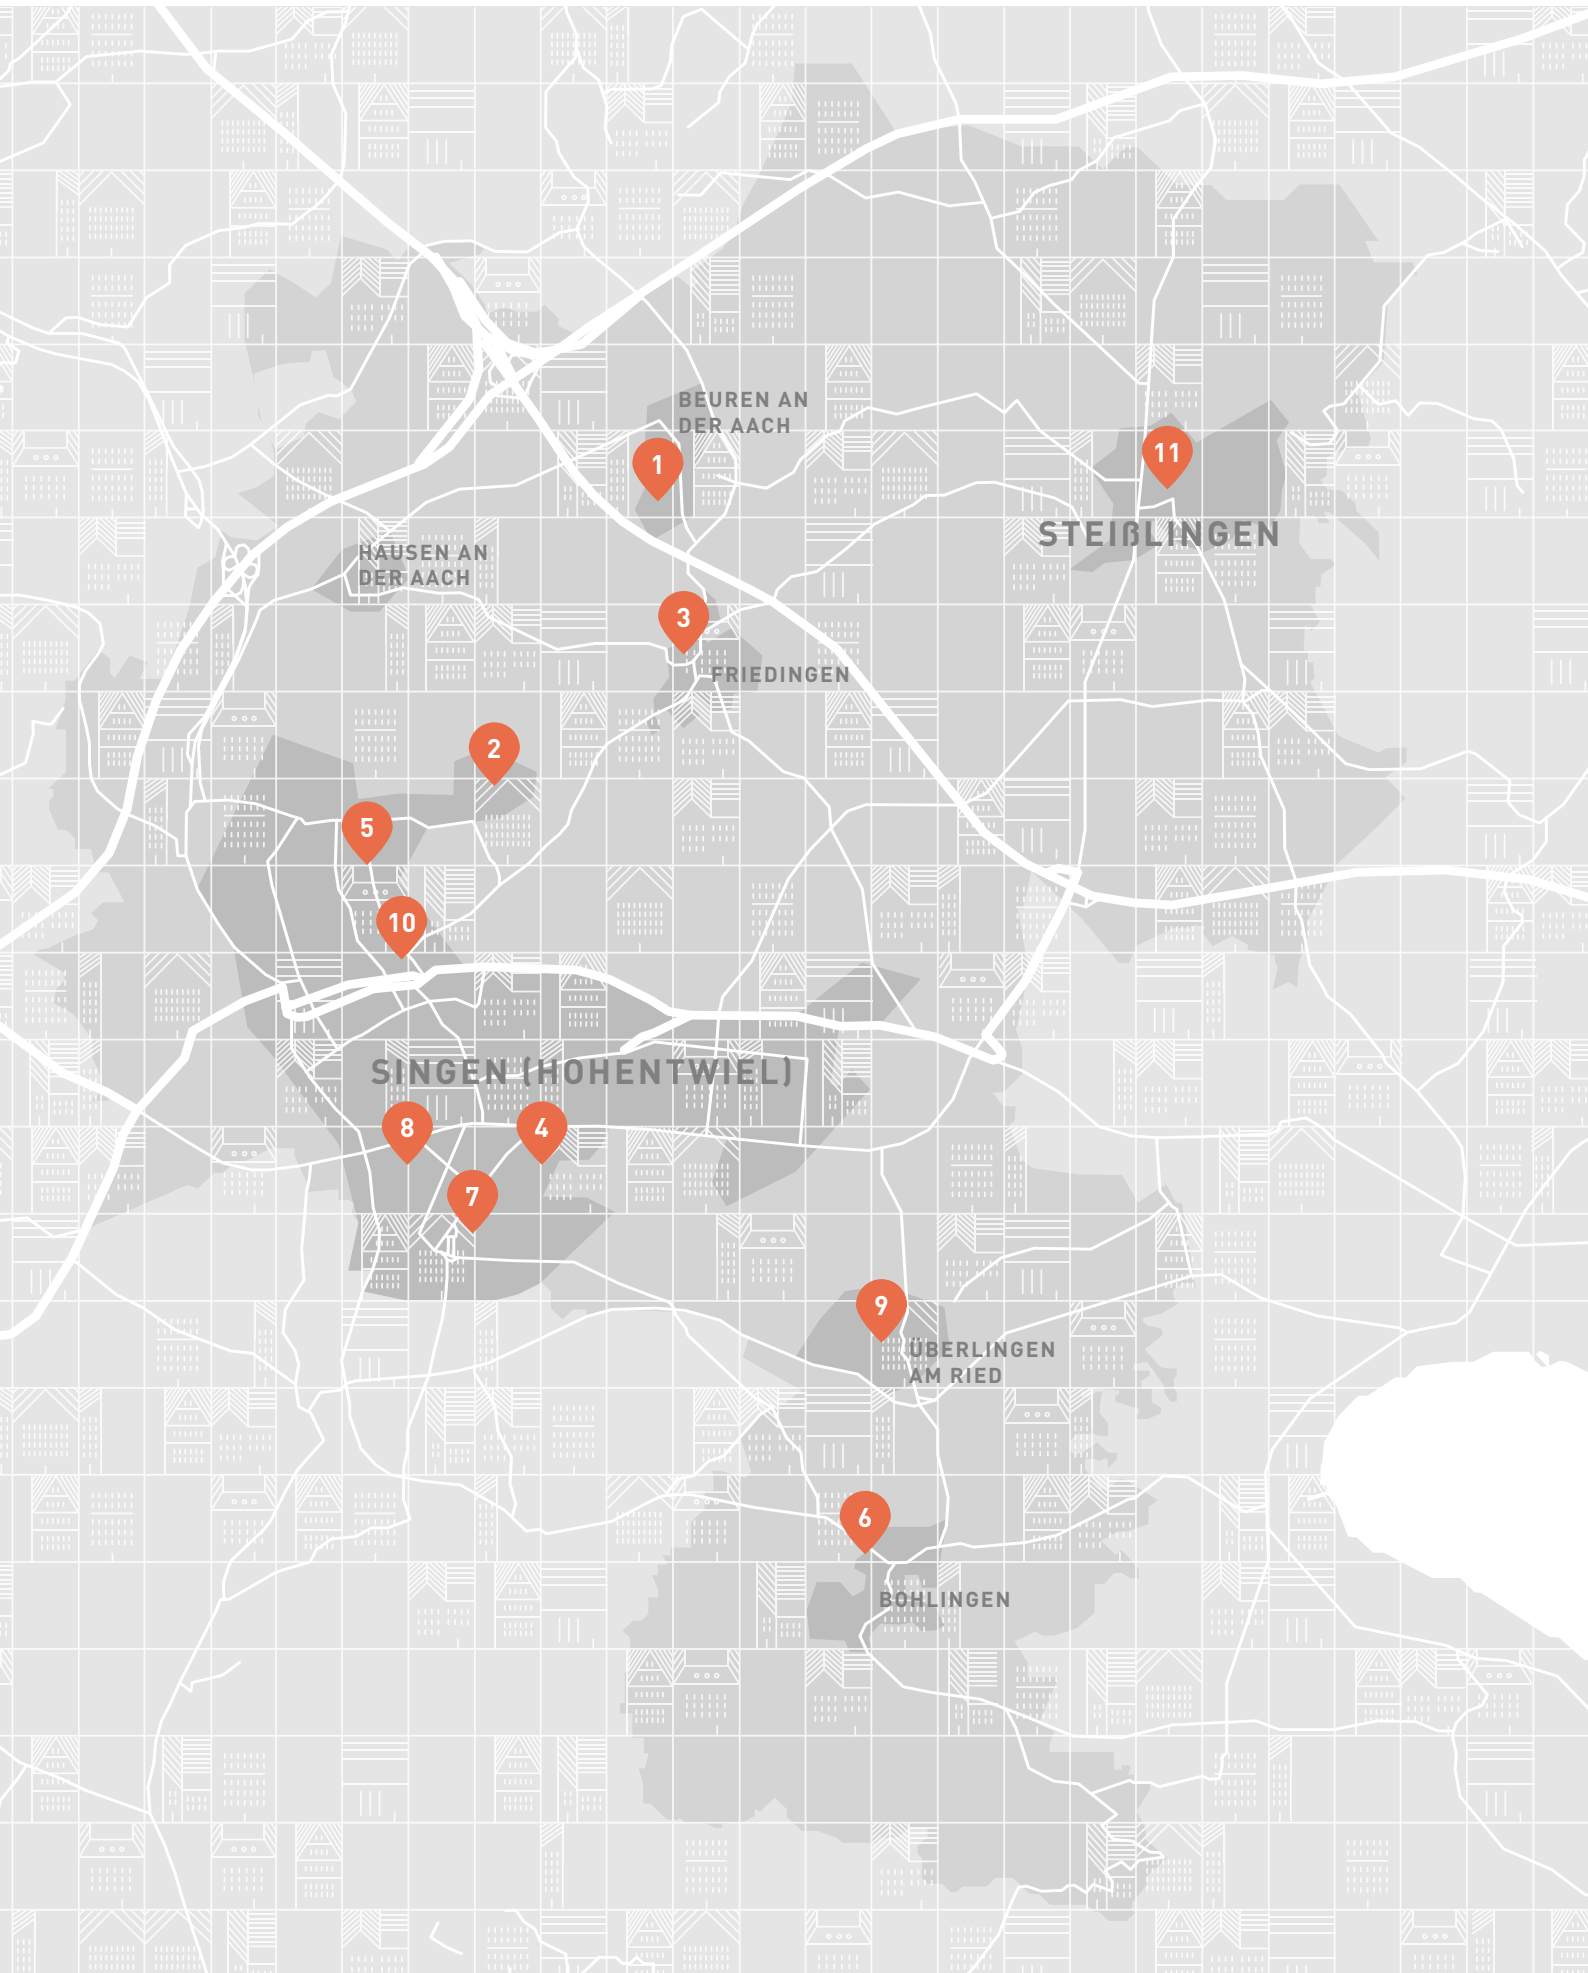 BEUREN AN
DER AACH
1
11
STEIßLINGEN
HAUSEN AN
DER AACH
3
FRIEDINGEN
2
5
10
SINGEN (HOHENTWIEL)
8
4
7
9
ÜBERLINGEN
AM RIED
6
BOHLINGEN